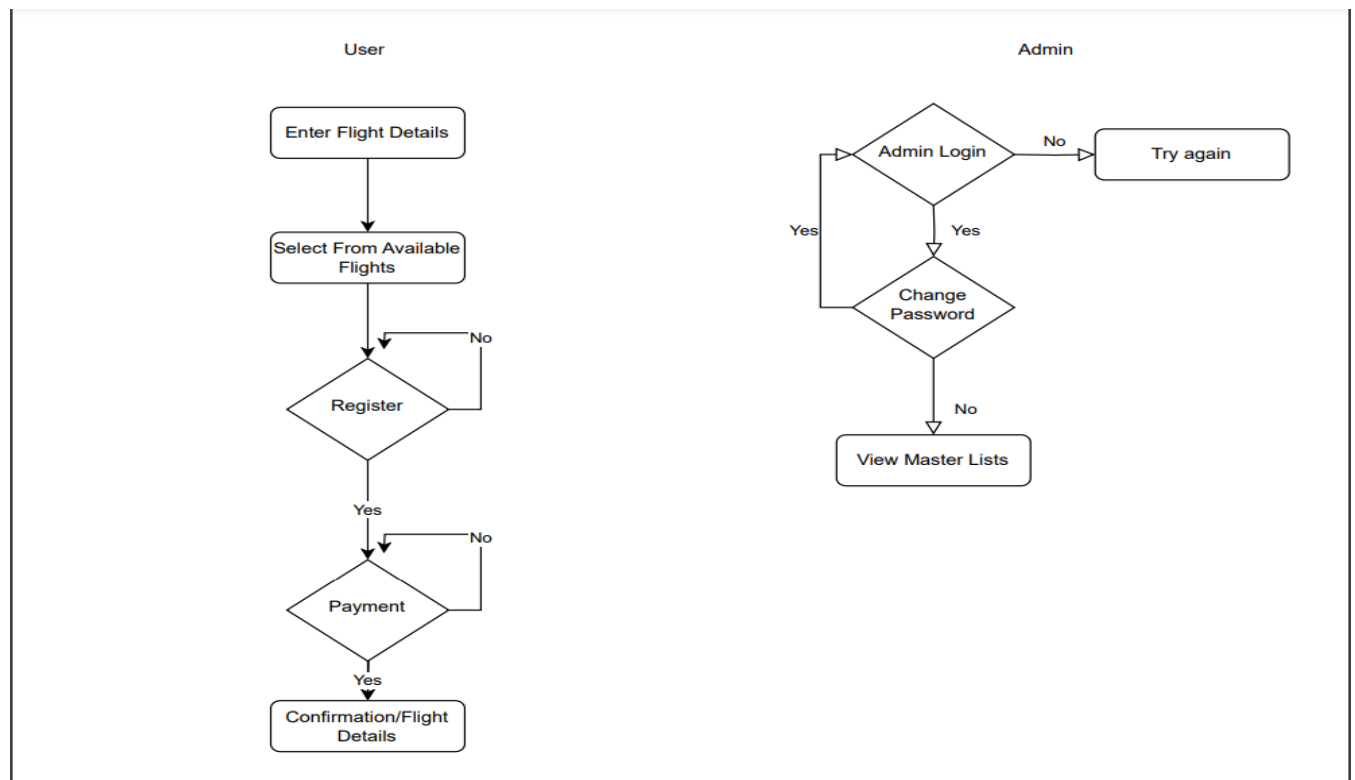 User
Enter Flight Details
Select From Available
Flights
No
Register
Yes
No
Payment
Yes
Confirmation/Flight
Details
Admin
Admin Login
No
Try again
Yes
Yes
Change
Password
No
View Master Lists